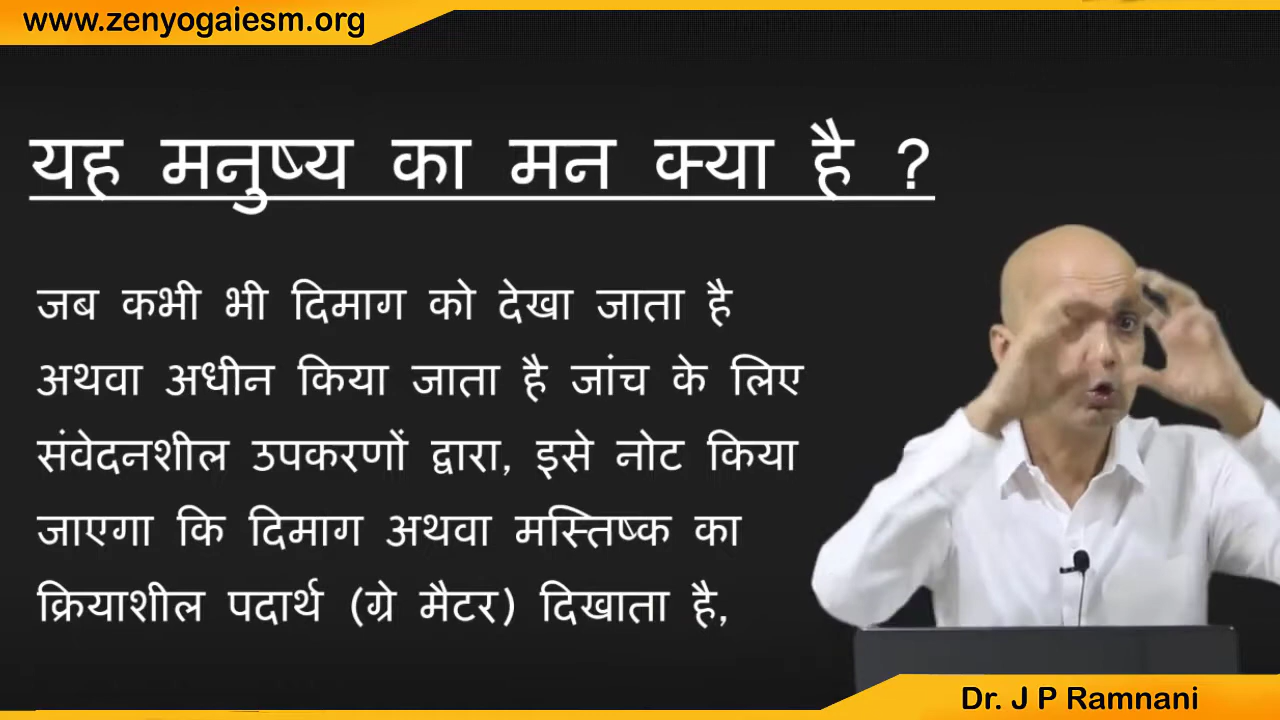 www.zenyogaiesm.org
यह मनुष्य का मन क्या है ?
जब कभी भी दिमाग को देखा जाता है
अथवा अधीन किया जाता है जांच के लिए
संवेदनशील उपकरणों द्वारा, इसे नोट किया
जाएगा कि दिमाग अथवा मस्तिष्क का
क्रियाशील पदार्थ (ग्रे मैटर) दिखाता है,
Dr. J P Ramnani